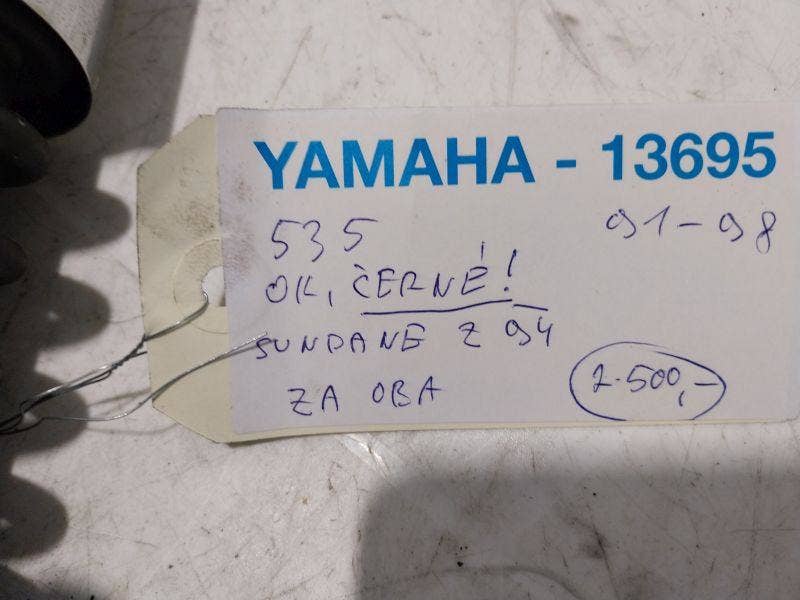 YAMAHA - 13695
535 91-98
OK, ČERNÉ!
SUNDANÉ Z 94
ZA OBA 2.500,-